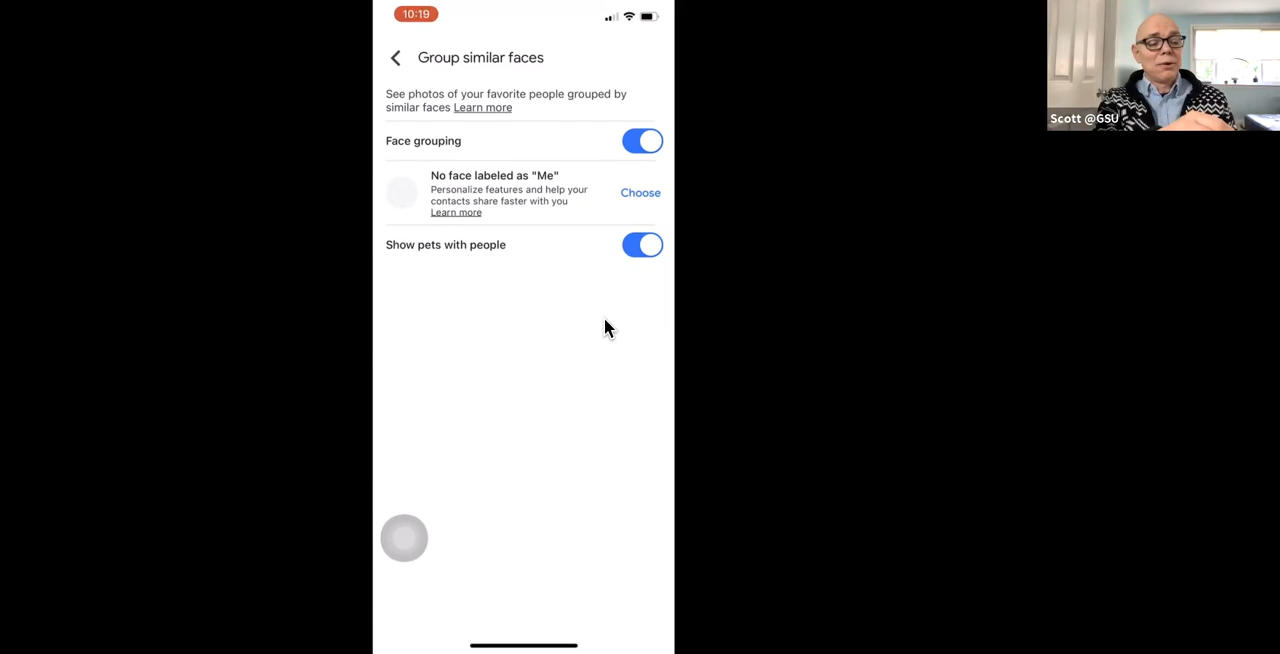 10:19
Group similar faces
See photos of your favorite people grouped by
similar faces Learn more
Face grouping
No face labeled as "Me"
Personalize features and help your
contacts share faster with you
Learn more
Choose
Show pets with people
Scott @GSU